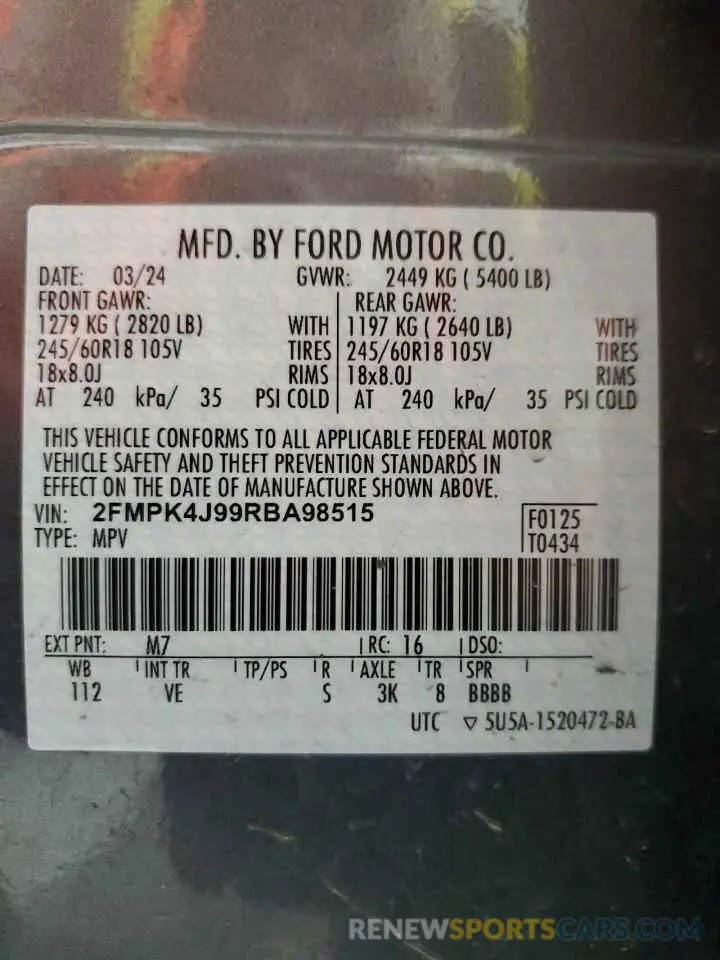 MFD. BY FORD MOTOR CO.
DATE: 03/24 GVWR: 2449 KG ( 5400 LB)
FRONT GAWR: REAR GAWR:
1279 KG ( 2820 LB) WITH 1197 KG ( 2640 LB) WITH
245/60R18 105V TIRES 245/60R18 105V TIRES
18x8.0J RIMS 18x8.0J RIMS
AT 240 kPa/ 35 PSI COLD AT 240 kPa/ 35 PSI COLD
THIS VEHICLE CONFORMS TO ALL APPLICABLE FEDERAL MOTOR
VEHICLE SAFETY AND THEFT PREVENTION STANDARDS IN
EFFECT ON THE DATE OF MANUFACTURE SHOWN ABOVE.
VIN: 2FMPK4J99RBA98515 F0125
TYPE: MPV T0434
EXT PNT: M7 RC: 16 DSO:
WB INT TR TP/PS R AXLE TR SPR
112 VE S 3K 8 BBBB
UTC ▽ 5U5A-1520472-BA
RENEWSPORTSCARS.COM